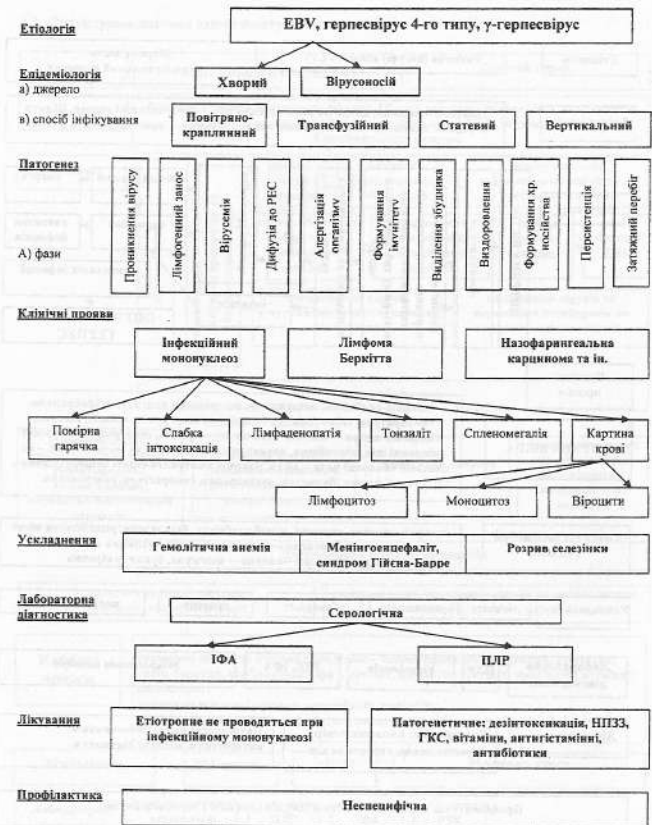 Етіологія
EBV, герпесвірус 4-го типу, γ-герпесвірус
Епідеміологія
а) джерело
Хворий
Вірусоносій
в) спосіб інфікування
Повітряно-
краплинний
Трансфузійний
Статевий
Вертикальний
Патогенез
А) фази
Проникнення вірусу
Лімфогенний занос
Вірусемія
Дифузія до РЕС
Алергізація
організму
Формування
імунітету
Виділення збудника
Виздоровлення
Формування хр.
носійства
Персистенція
Затяжний перебіг
Клінічні прояви
Інфекційний
мононуклеоз
Лімфома
Беркітта
Назофарингеальна
карцинома та ін.
Помірна
гарячка
Слабка
інтоксикація
Лімфаденопатія
Тонзиліт
Спленомегалія
Картина
крові
Лімфоцитоз
Моноцитоз
Віроцити
Ускладнення
Гемолітична анемія
Менінгоенцефаліт,
синдром Гійєна-Барре
Розрив селезінки
Лабораторна
діагностика
Серологічна
ІФА
ПЛР
Лікування
Етіотропне не проводиться при
інфекційному мононуклеозі
Патогенетичне: дезінтоксикація, НПЗЗ,
ГКС, вітаміни, антигістамінні,
антибіотики
Профілактика
Неспецифічна